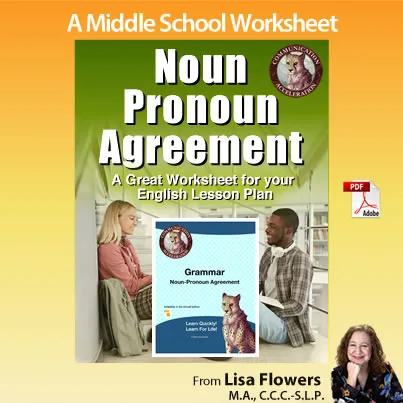 A Middle School Worksheet
Noun
Pronoun
Agreement
COMMUNICATION
ACCELERATION
A Great Worksheet for your
English Lesson Plan
PDF
Adobe
Grammar
Noun-Pronoun Agreement
Learn Quickly!
Learn For Life!
From Lisa Flowers
M.A., C.C.C.-S.L.P.